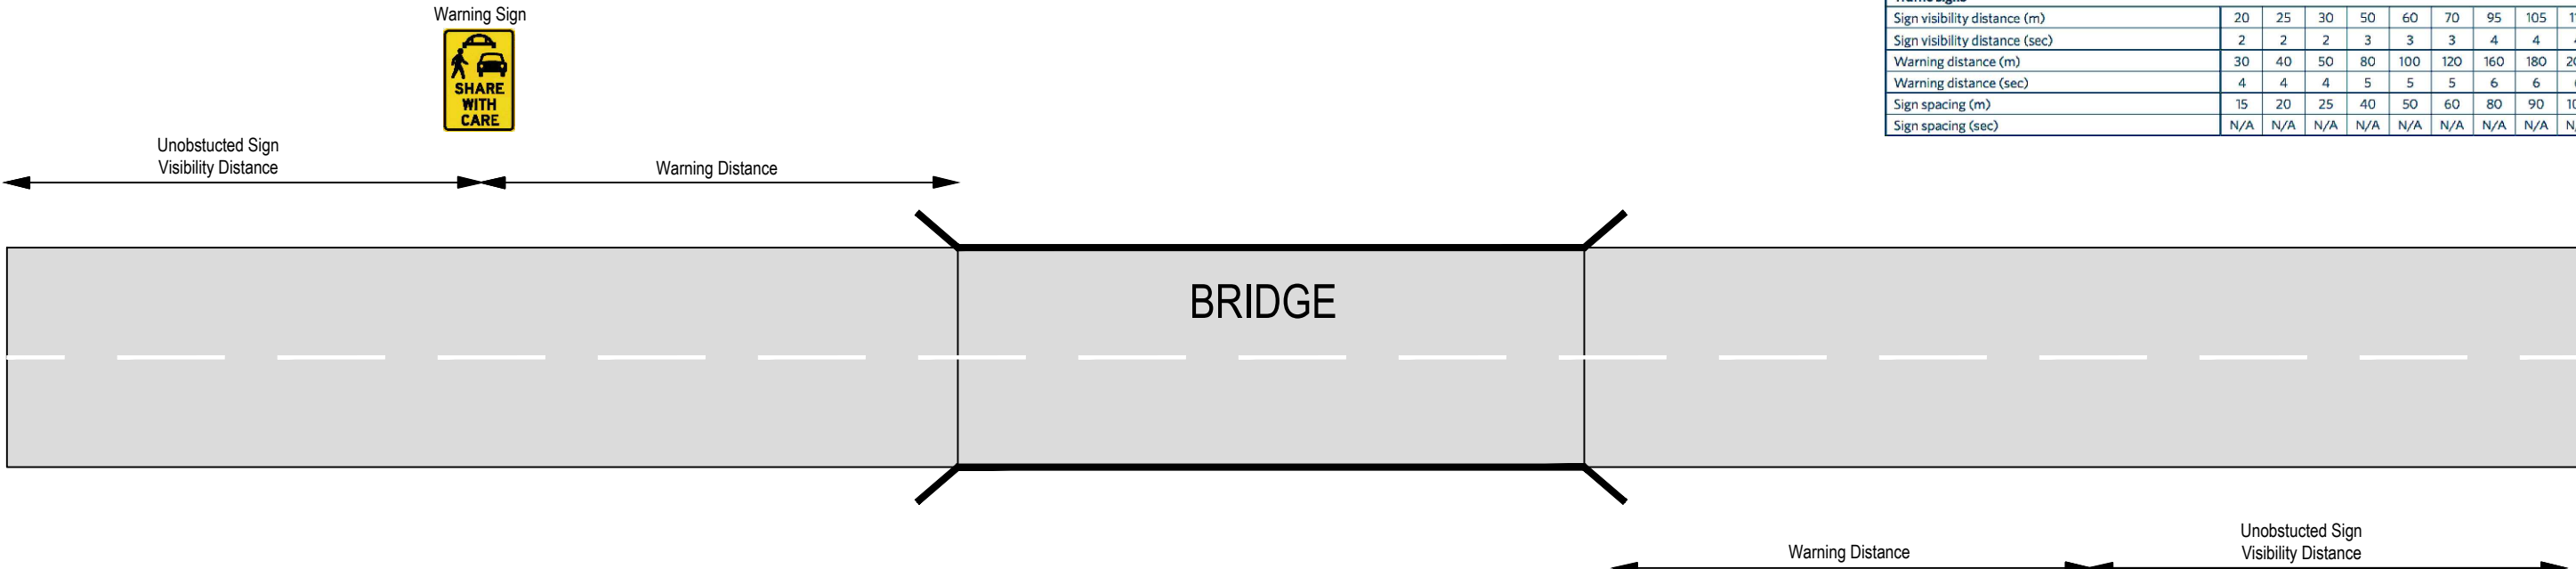 Warning Sign
SHARE
WITH
CARE
Unobstucted Sign
Visibility Distance
Warning Distance
Sign visibility distance (m) 20 25 30 50 60 70 95 105
Sign visibility distance (sec) 2 2 2 3 3 3 4 4
Warning distance (m) 30 40 50 80 100 120 160 180
Warning distance (sec) 4 4 4 5 5 5 6 6
Sign spacing (m) 15 20 25 40 50 60 80 90
Sign spacing (sec) N/A N/A N/A N/A N/A N/A N/A N/A
BRIDGE
Warning Distance
Unobstucted Sign
Visibility Distance